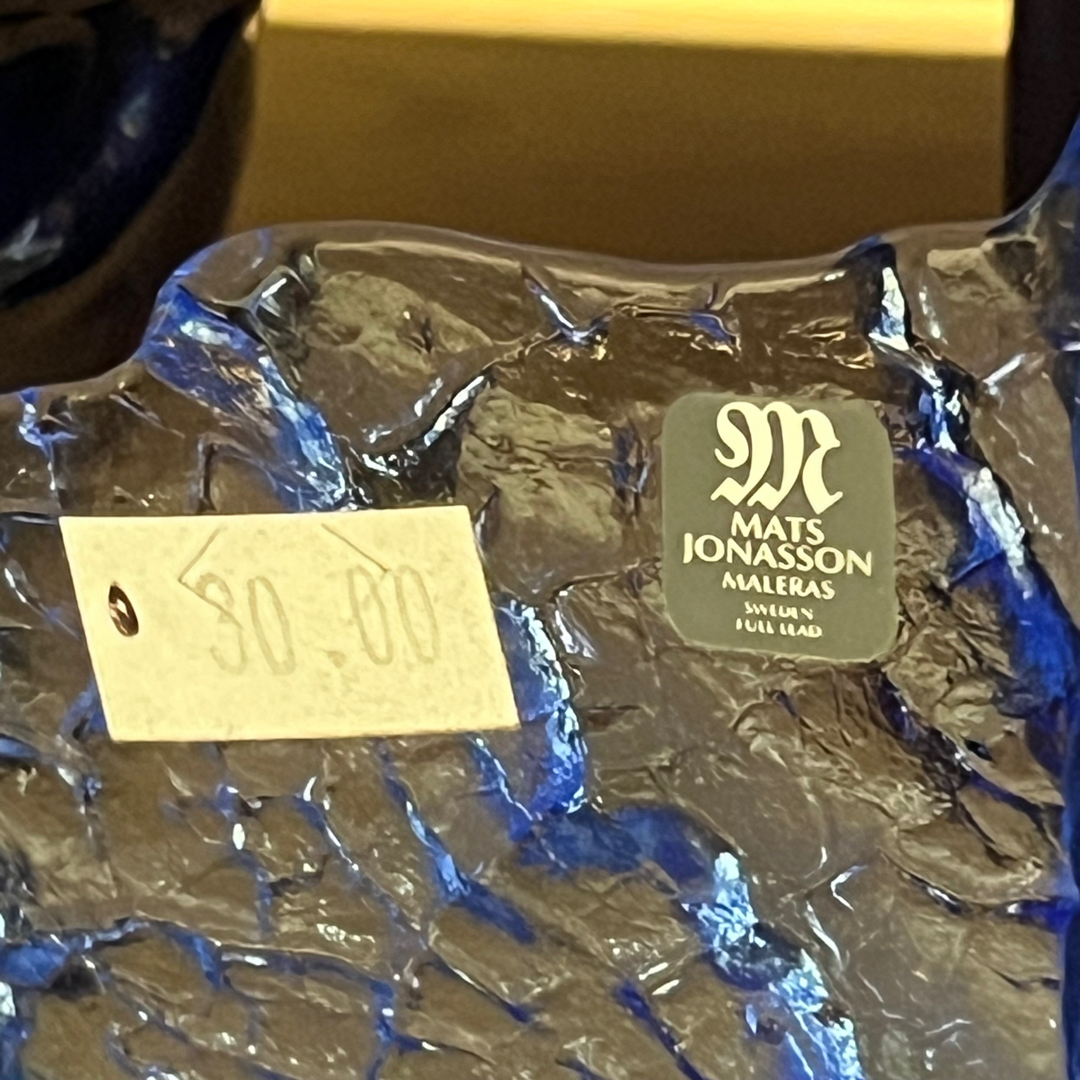 30.00
M
MATS
JONASSON
MALERAS
SWEDEN
FULL LEAD